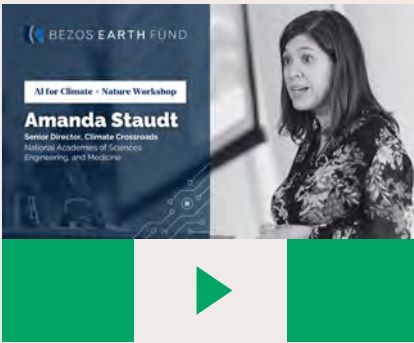 BEZOS EARTH FUND
AI for Climate + Nature Workshop
Amanda Staudt
Senior Director, Climate Crossroads
National Academies of Sciences
Engineering, and Medicine